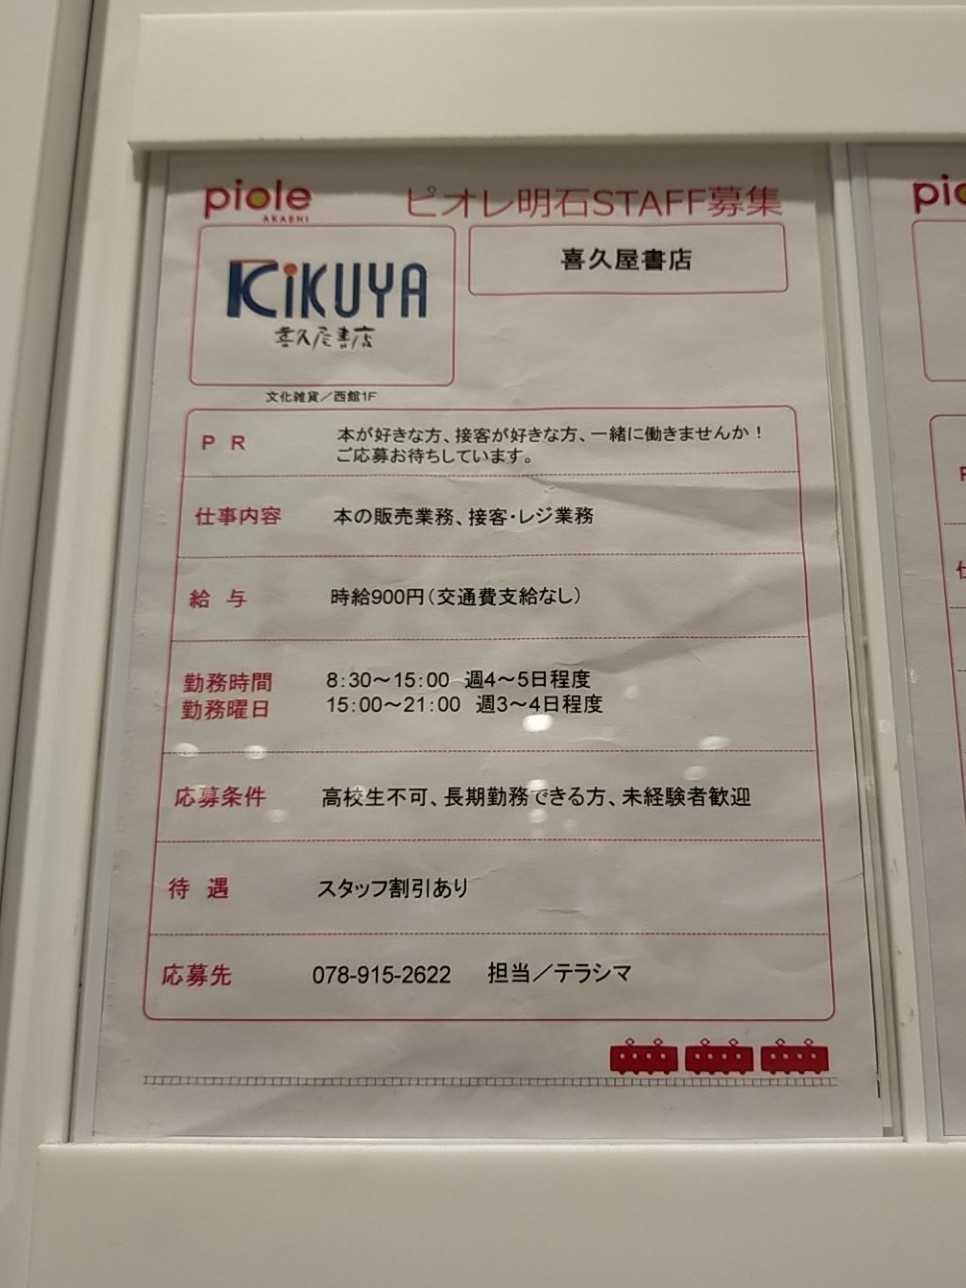 piole
AKASHI
ピオレ明石STAFF募集
KiKUYA
喜久屋書店
喜久屋書店
文化雑貨／西館1F
ＰＲ
本が好きな方、接客が好きな方、一緒に働きませんか！
ご応募お待ちしています。
仕事内容
本の販売業務、接客・レジ業務
給与
時給900円（交通費支給なし）
勤務時間
勤務曜日
8：30～15：00　週4～5日程度
15：00～21：00　週3～4日程度
応募条件
高校生不可、長期勤務できる方、未経験者歓迎
待遇
スタッフ割引あり
応募先
078-915-2622　担当／テラシマ